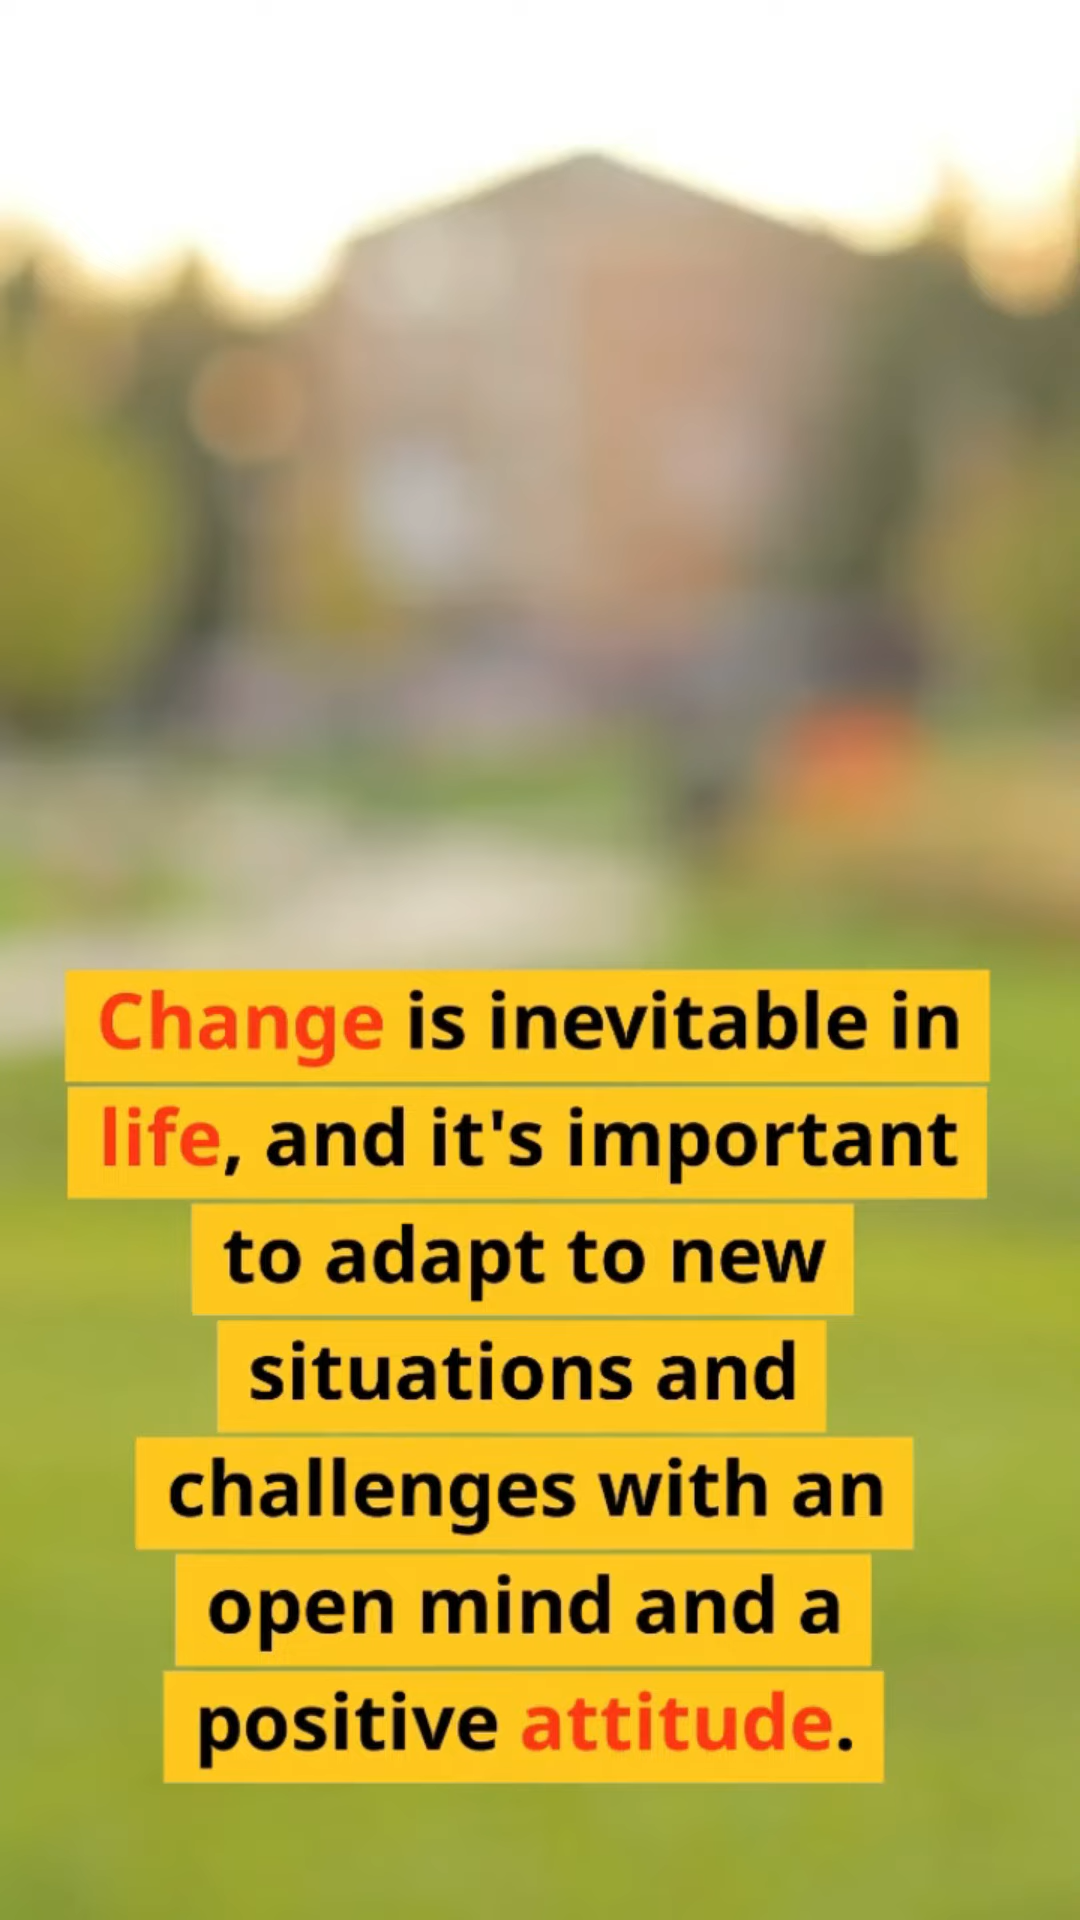 Change is inevitable in
life, and it's important
to adapt to new
situations and
challenges with an
open mind and a
positive attitude.